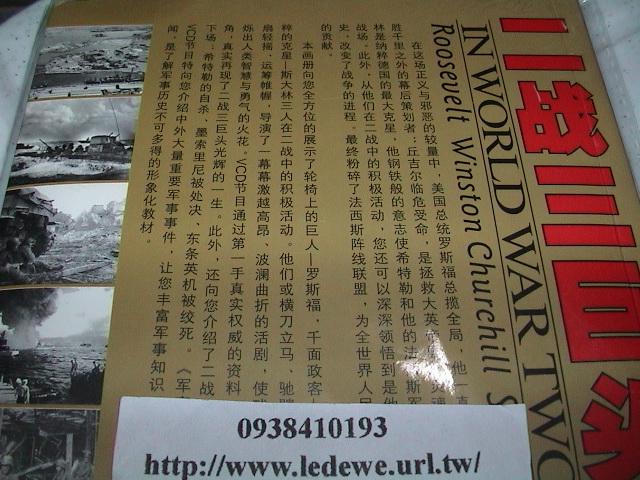 二战三巨头
IN WORLD WAR TWO
Roosevelt Winston Churchill S
在这场正义与邪恶的较量中，美国总统罗斯福总揽全局，他一直
胜千里之外的幕后策划者；丘吉尔临危受命，是拯救大英帝
林是纳粹德国的最大克星，他钢铁般的意志使希特勒和他的法斯军
战场。此外，从他们在二战中的积极活动，您还可以深深领悟到是他
史，改变了战争的进程。最终粉碎了法西斯阵线联盟，为全世界人民
的贡献。
本画册向您全方位的展示了轮椅上的巨人—罗斯福，千面政客
粹的克星—斯大林三人在二战中的积极活动。他们或横刀立马、驰骋
扇轻摇、运筹帷幄，导演了一幕幕激越高昂、波澜曲折的活剧，使
烁出人类智慧与勇气的火花。VCD节目通过第一手真实权威的资料
角，真实再现了二战三巨头光辉的一生。此外，还向您介绍了二战
下场：希特勒的自杀、墨索里尼被处决、东条英机被绞死。《军
VCD节目特向您介绍中外大量重要军事事件，让您丰富军事知识
闻，是了解军事历史不可多得的形象化教材。
0938410193
http://www.ledewe.url.tw/